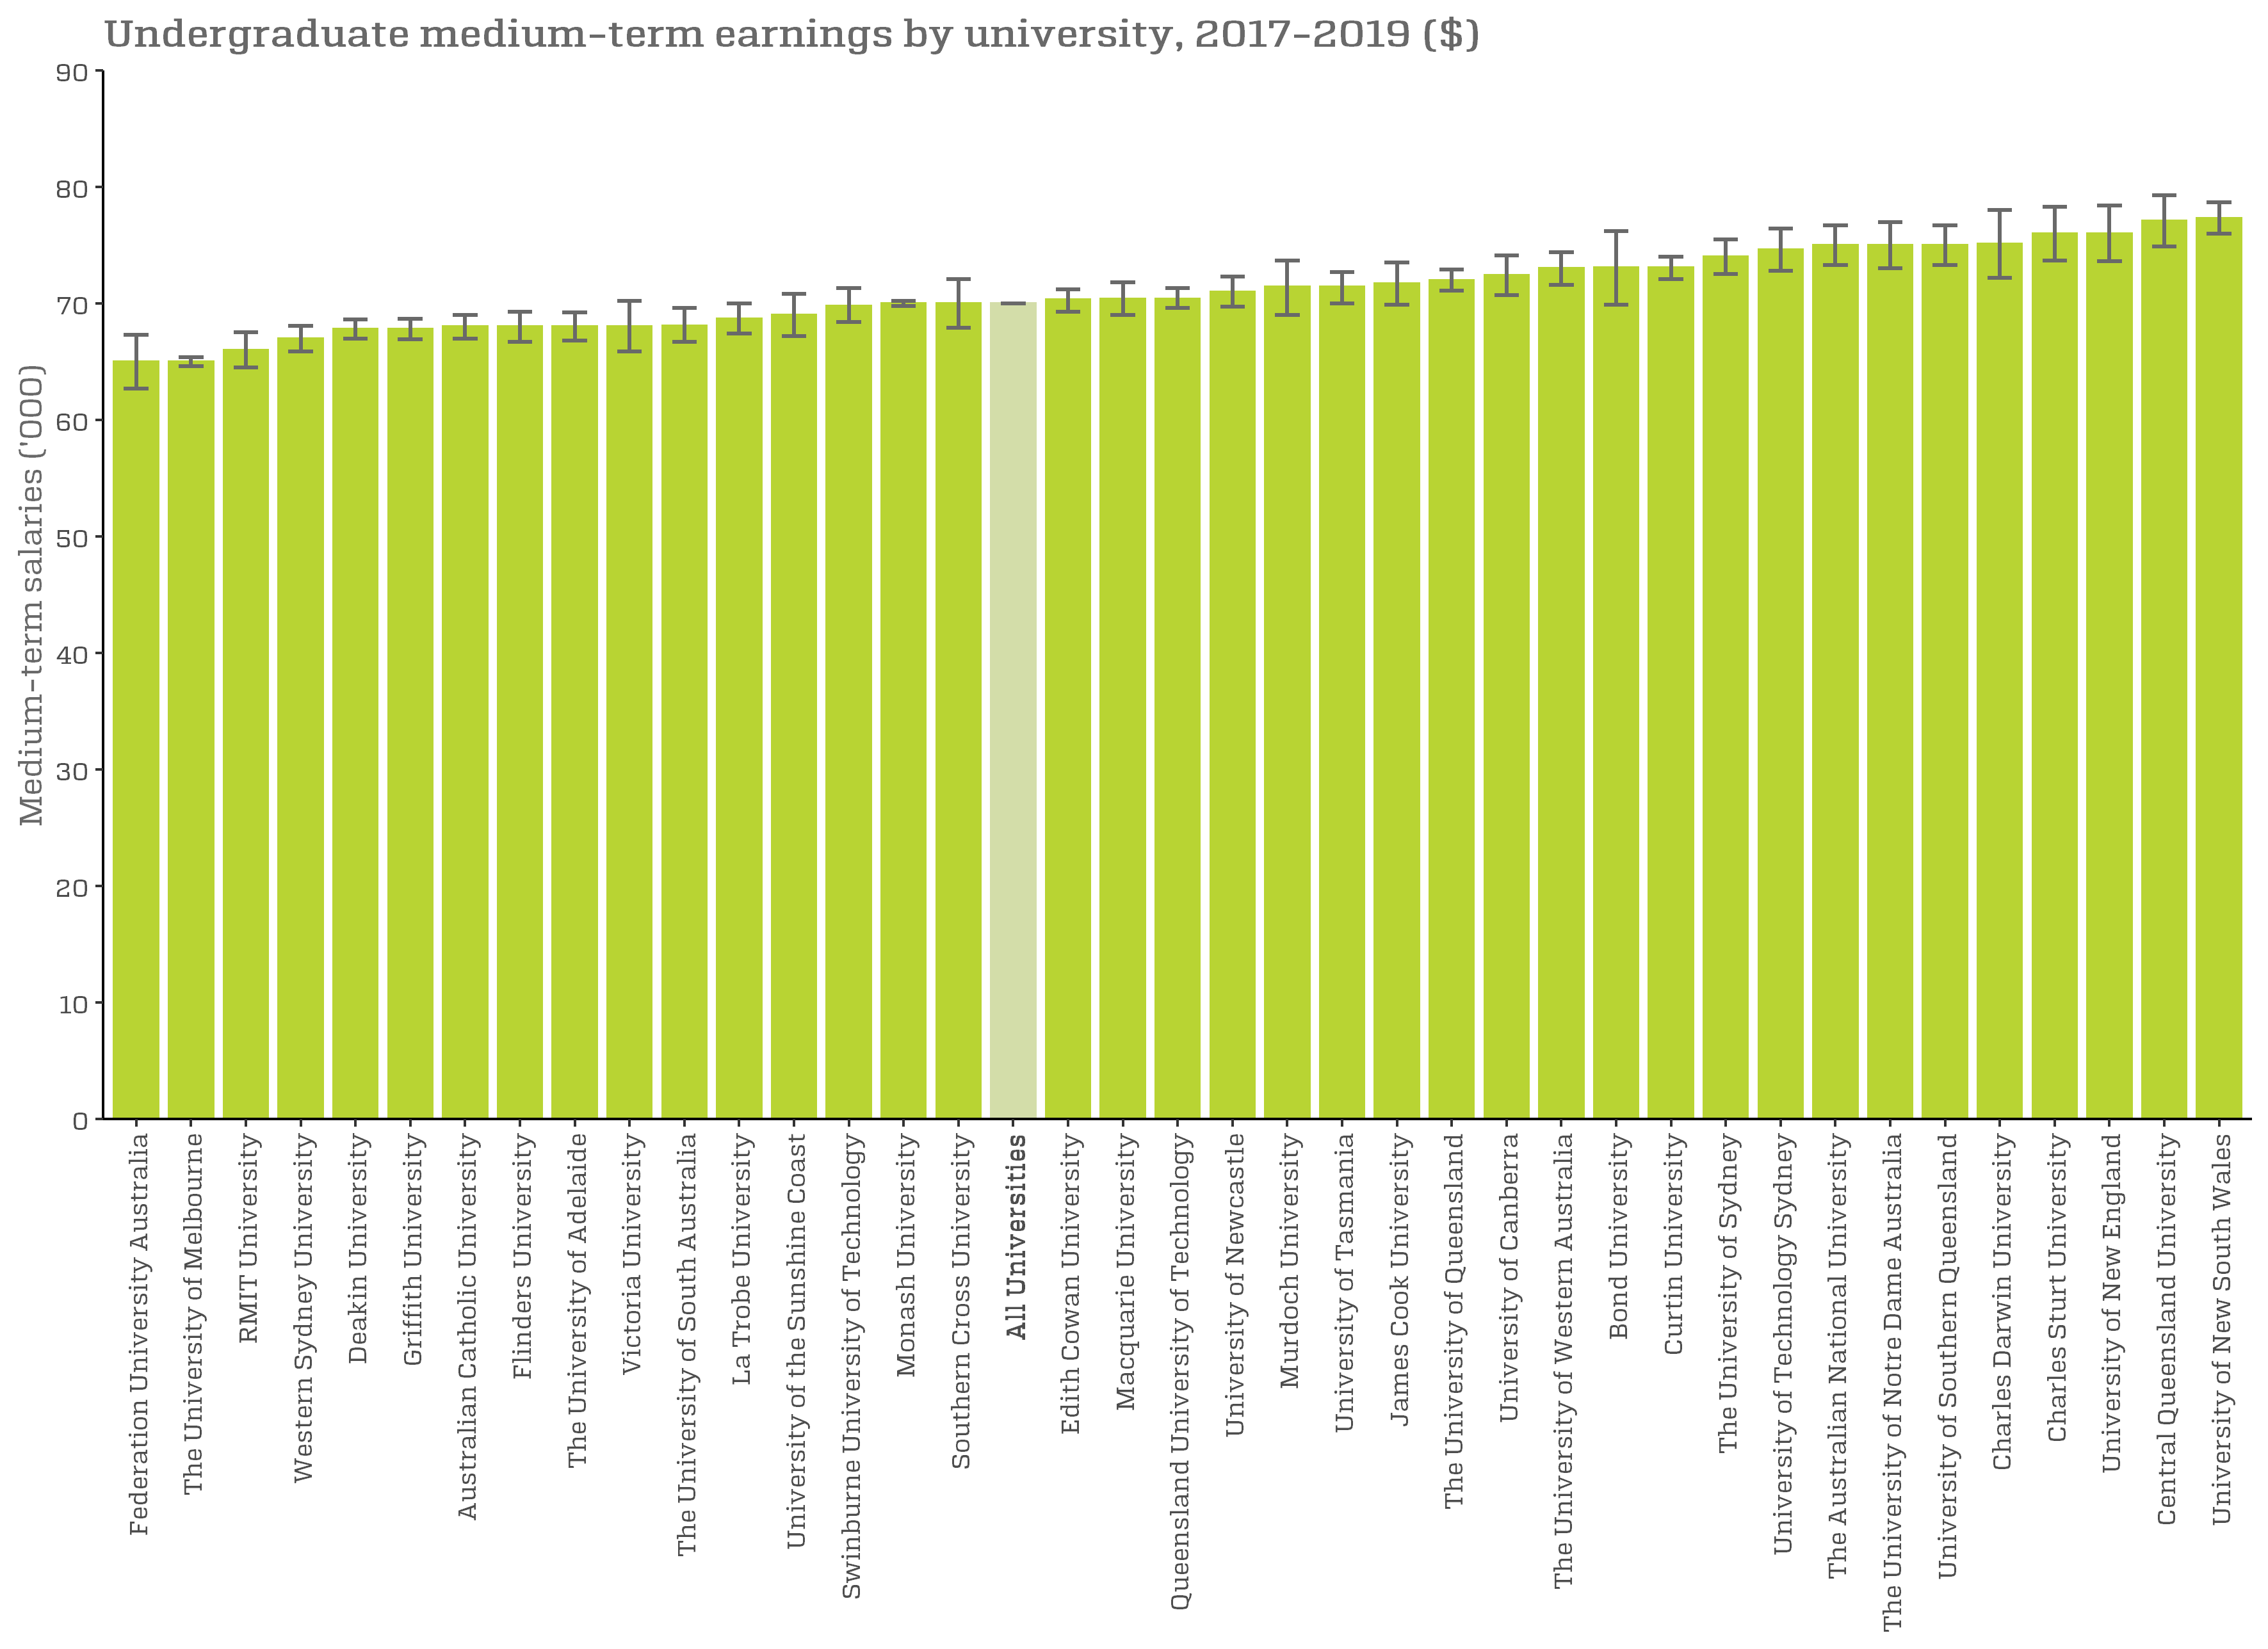 Undergraduate medium-term earnings by university, 2017-2019 ($)
Medium-term salaries ('000)
90
80
70
60
50
40
30
20
10
0
Federation University Australia
The University of Melbourne
RMIT University
Western Sydney University
Deakin University
Griffith University
Australian Catholic University
Flinders University
The University of Adelaide
Victoria University
The University of South Australia
La Trobe University
University of the Sunshine Coast
Swinburne University of Technology
Monash University
Southern Cross University
All Universities
Edith Cowan University
Macquarie University
Queensland University of Technology
University of Newcastle
Murdoch University
University of Tasmania
James Cook University
The University of Queensland
University of Canberra
The University of Western Australia
Bond University
Curtin University
The University of Sydney
University of Technology Sydney
The Australian National University
The University of Notre Dame Australia
University of Southern Queensland
Charles Darwin University
Charles Sturt University
University of New England
Central Queensland University
University of New South Wales